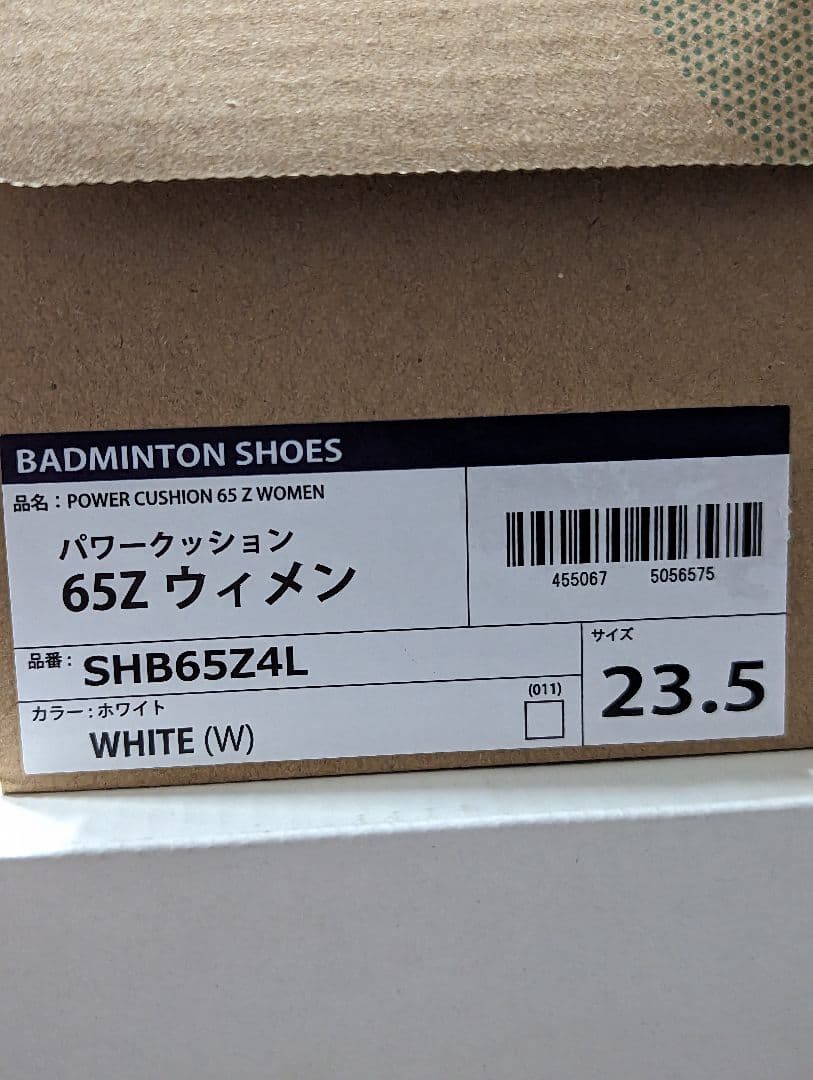 BADMINTON SHOES
品名：POWER CUSHION 65 Z WOMEN
パワークッション
65Z ウィメン
455067 5056575
品番： SHB65Z4L
カラー：ホワイト
WHITE (W)
(011)
サイズ
23.5